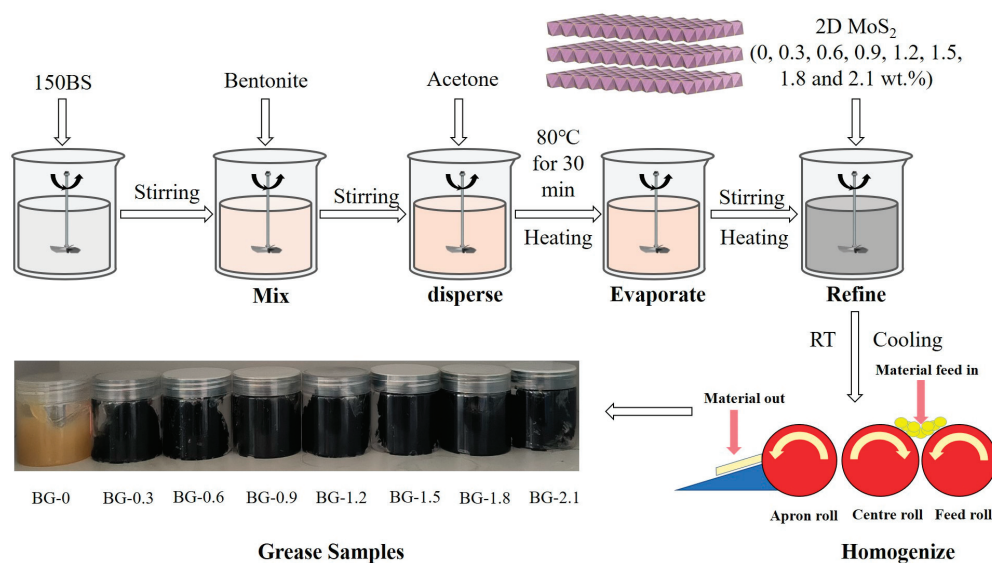 150BS
Bentonite
Acetone
2D MoS₂
(0, 0.3, 0.6, 0.9, 1.2, 1.5,
1.8 and 2.1 wt.%)
80℃
for 30
min
Stirring
Stirring
Heating
Stirring
Heating
Mix
disperse
Evaporate
Refine
RT
Cooling
Material feed in
Material out
Apron roll
Centre roll
Feed roll
BG-0
BG-0.3
BG-0.6
BG-0.9
BG-1.2
BG-1.5
BG-1.8
BG-2.1
Grease Samples
Homogenize